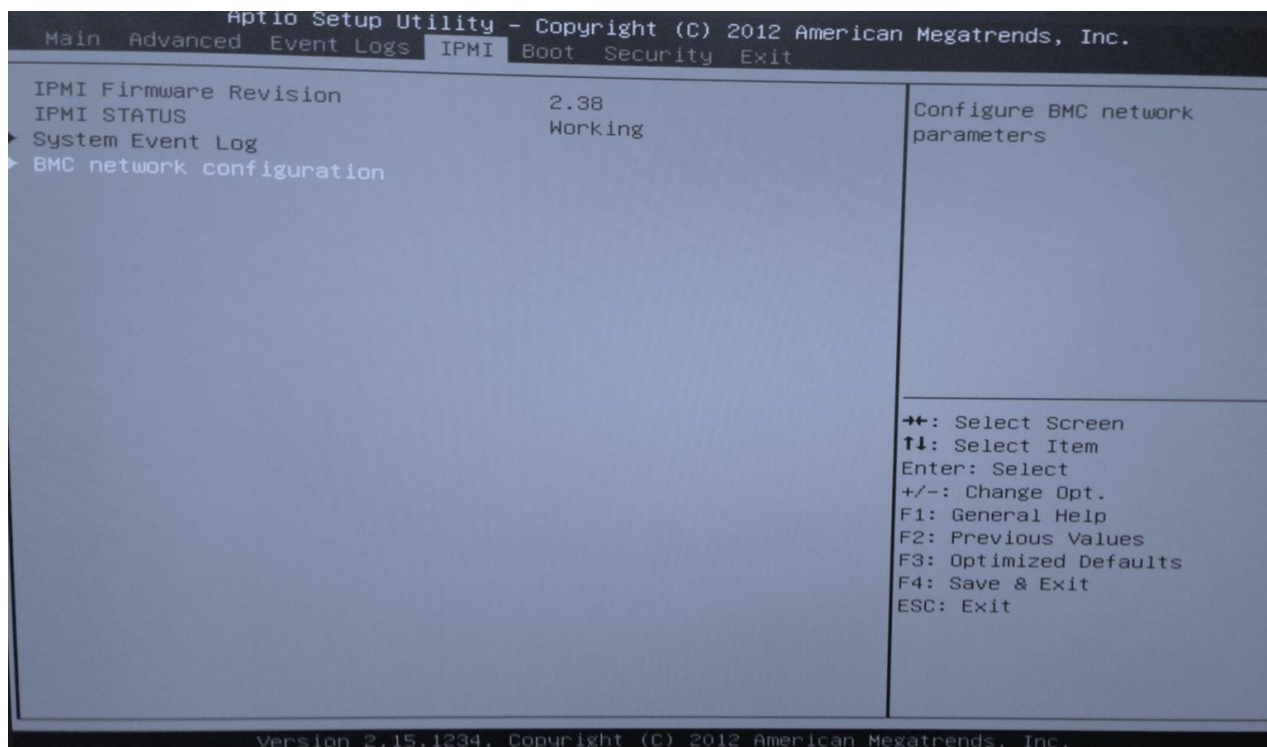 Aptio Setup Utility – Copyright (C) 2012 American Megatrends, Inc.
Main Advanced Event Logs IPMI Boot Security Exit
IPMI Firmware Revision 2.38
IPMI STATUS Working
► System Event Log
► BMC network configuration
Configure BMC network
parameters
→←: Select Screen
↑↓: Select Item
Enter: Select
+/-: Change Opt.
F1: General Help
F2: Previous Values
F3: Optimized Defaults
F4: Save & Exit
ESC: Exit
Version 2.15.1234. Copyright (C) 2012 American Megatrends, Inc.